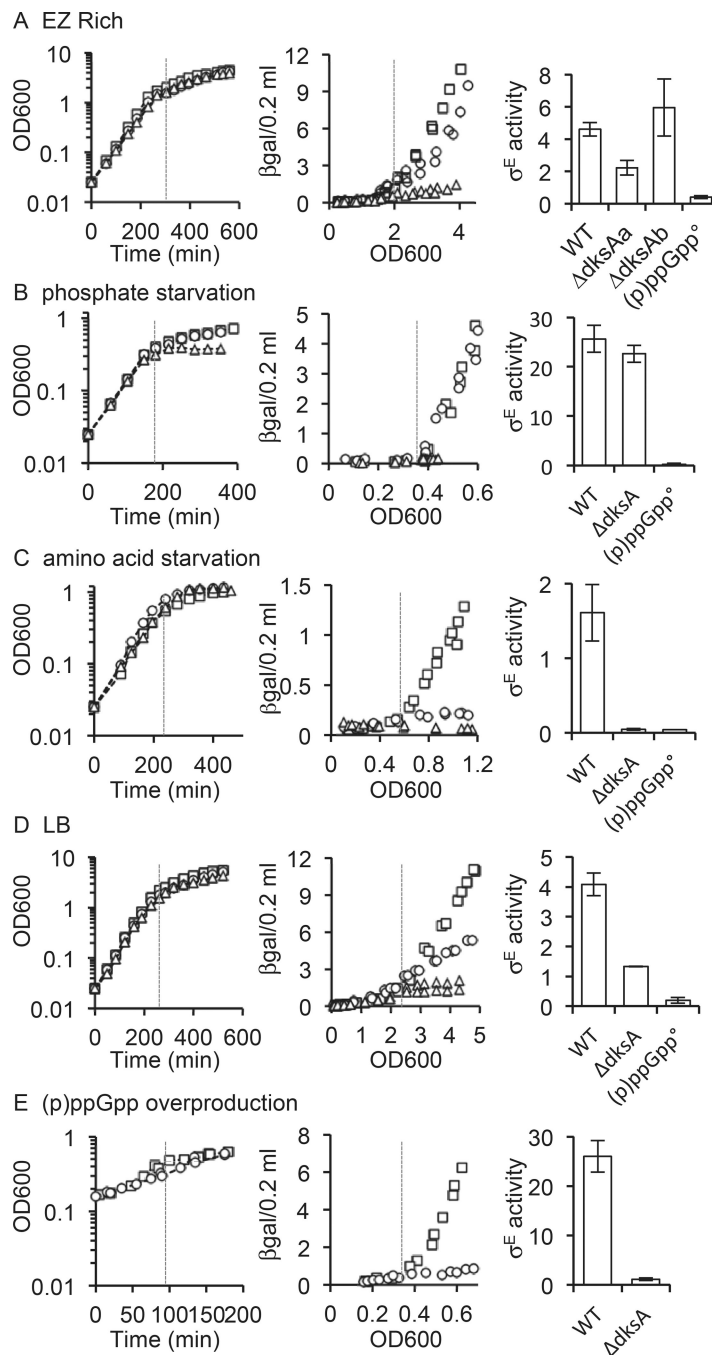 A EZ Rich
OD600
10
1
0.1
0.01
0 200 400 600
Time (min)
βgal/0.2 ml
12
9
6
3
0
0 2 4
OD600
σE activity
8
6
4
2
0
WT
ΔdksAa
ΔdksAb
(p)ppGpp°
B phosphate starvation
OD600
1
0.1
0.01
0 200 400
Time (min)
βgal/0.2 ml
5
4
3
2
1
0
0 0.2 0.4 0.6
OD600
σE activity
30
20
10
0
WT
ΔdksA
(p)ppGpp°
C amino acid starvation
OD600
1
0.1
0.01
0 200 400
Time (min)
βgal/0.2 ml
1.5
1
0.5
0
0 0.4 0.8 1.2
OD600
σE activity
2
1
0
WT
ΔdksA
(p)ppGpp°
D LB
OD600
10
1
0.1
0.01
0 200 400 600
Time (min)
βgal/0.2 ml
12
9
6
3
0
0 1 2 3 4 5
OD600
σE activity
5
4
3
2
1
0
WT
ΔdksA
(p)ppGpp°
E (p)ppGpp overproduction
OD600
1
0.1
0.01
0 50 100 150 200
Time (min)
βgal/0.2 ml
8
6
4
2
0
0 0.2 0.4 0.6
OD600
σE activity
30
20
10
0
WT
ΔdksA